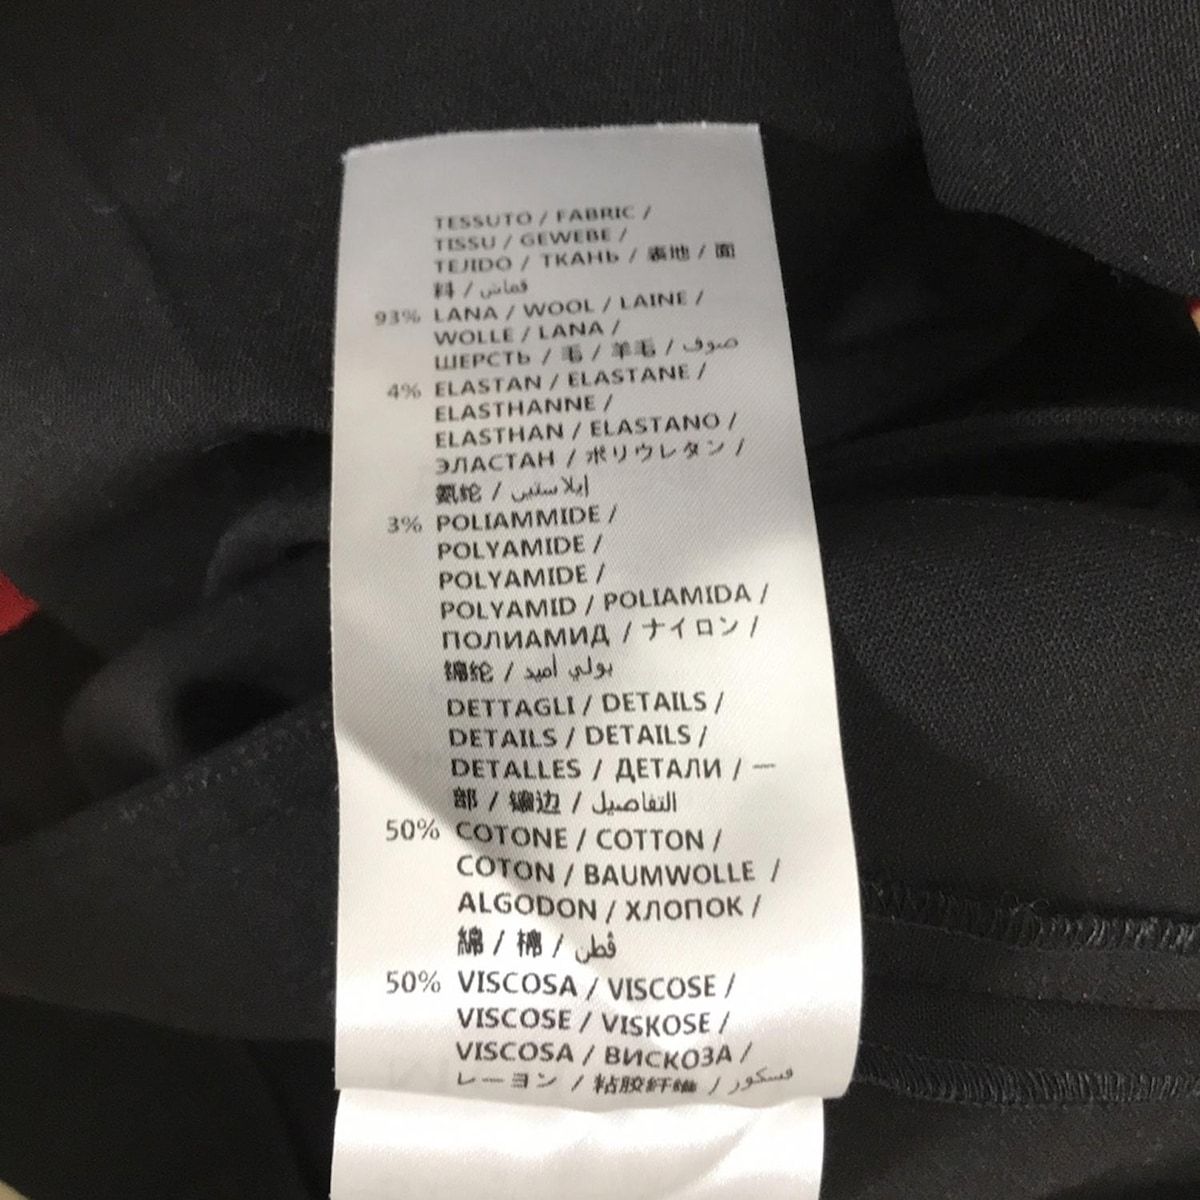 TESSUTO / FABRIC /
TISSU / GEWEBE /
TEJIDO / ТКАНЬ / 表地 / 面
料 / قماش
93% LANA / WOOL / LAINE /
WOLLE / LANA /
ШЕРСТЬ / 毛 / 羊毛 / صوف
4% ELASTAN / ELASTANE /
ELASTHANNE /
ELASTHAN / ELASTANO /
ЭЛАСТАН / ポリウレタン /
氨纶 / إيلاستين
3% POLIAMMIDE /
POLYAMIDE /
POLYAMIDE /
POLYAMID / POLIAMIDA /
ПОЛИАМИД / ナイロン /
锦纶 / بولي أميد
DETTAGLI / DETAILS /
DETAILS / DETAILS /
DETALLES / ДЕТАЛИ / 一
部 / 镶边 / التفاصيل
50% COTONE / COTTON /
COTON / BAUMWOLLE /
ALGODON / ХЛОПОК /
綿 / 棉 / قطن
50% VISCOSA / VISCOSE /
VISCOSE / VISKOSE /
VISCOSA / ВИСКОЗА /
レーヨン / 粘胶纤维 / فسكوز